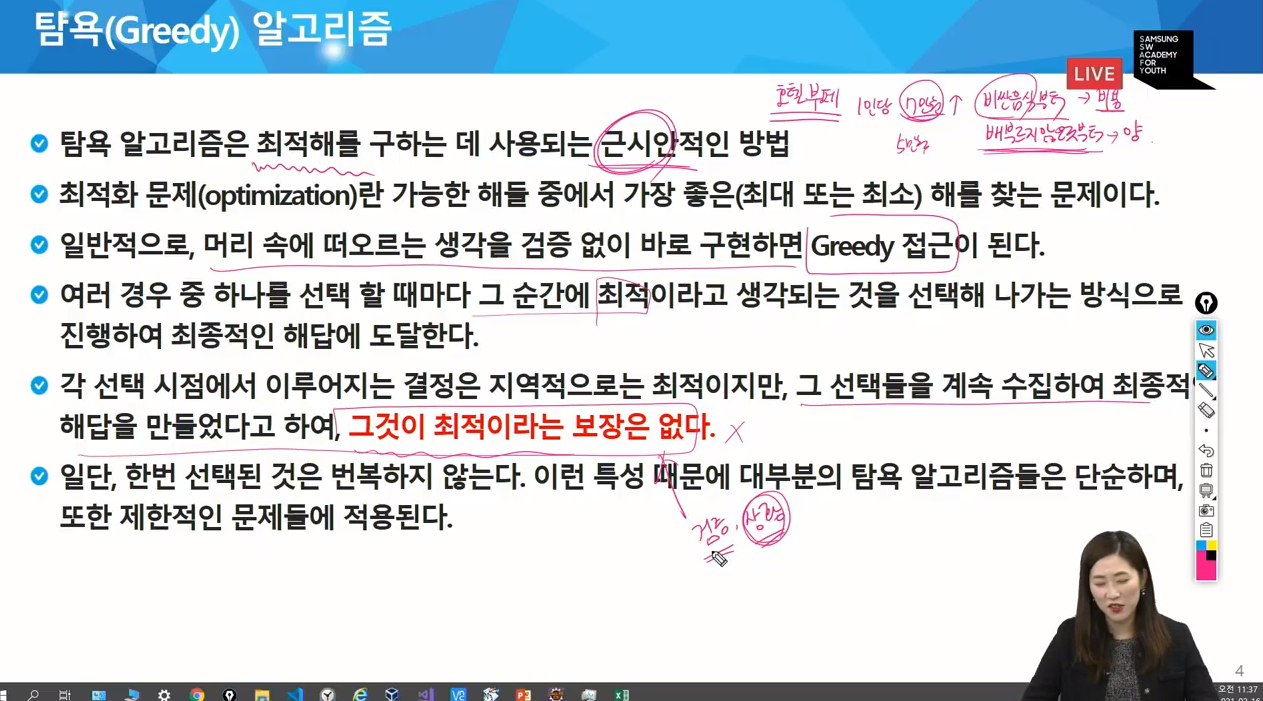 탐욕(Greedy) 알고리즘
SAMSUNG
SW
ACADEMY
FOR
YOUTH
LIVE
호텔부페 1인당 7만원 ↑ 비싼음식부터 → 비용
5만원 배부르지않은것부터 → 양
탐욕 알고리즘은 최적해를 구하는 데 사용되는 근시안적인 방법
최적화 문제(optimization)란 가능한 해들 중에서 가장 좋은(최대 또는 최소) 해를 찾는 문제이다.
일반적으로, 머리 속에 떠오르는 생각을 검증 없이 바로 구현하면 Greedy 접근이 된다.
여러 경우 중 하나를 선택 할 때마다 그 순간에 최적이라고 생각되는 것을 선택해 나가는 방식으로
진행하여 최종적인 해답에 도달한다.
각 선택 시점에서 이루어지는 결정은 지역적으로는 최적이지만, 그 선택들을 계속 수집하여 최종적
해답을 만들었다고 하여, 그것이 최적이라는 보장은 없다. X
일단, 한번 선택된 것은 번복하지 않는다. 이런 특성 때문에 대부분의 탐욕 알고리즘들은 단순하며,
또한 제한적인 문제들에 적용된다.
검증,
4
오전 11:37